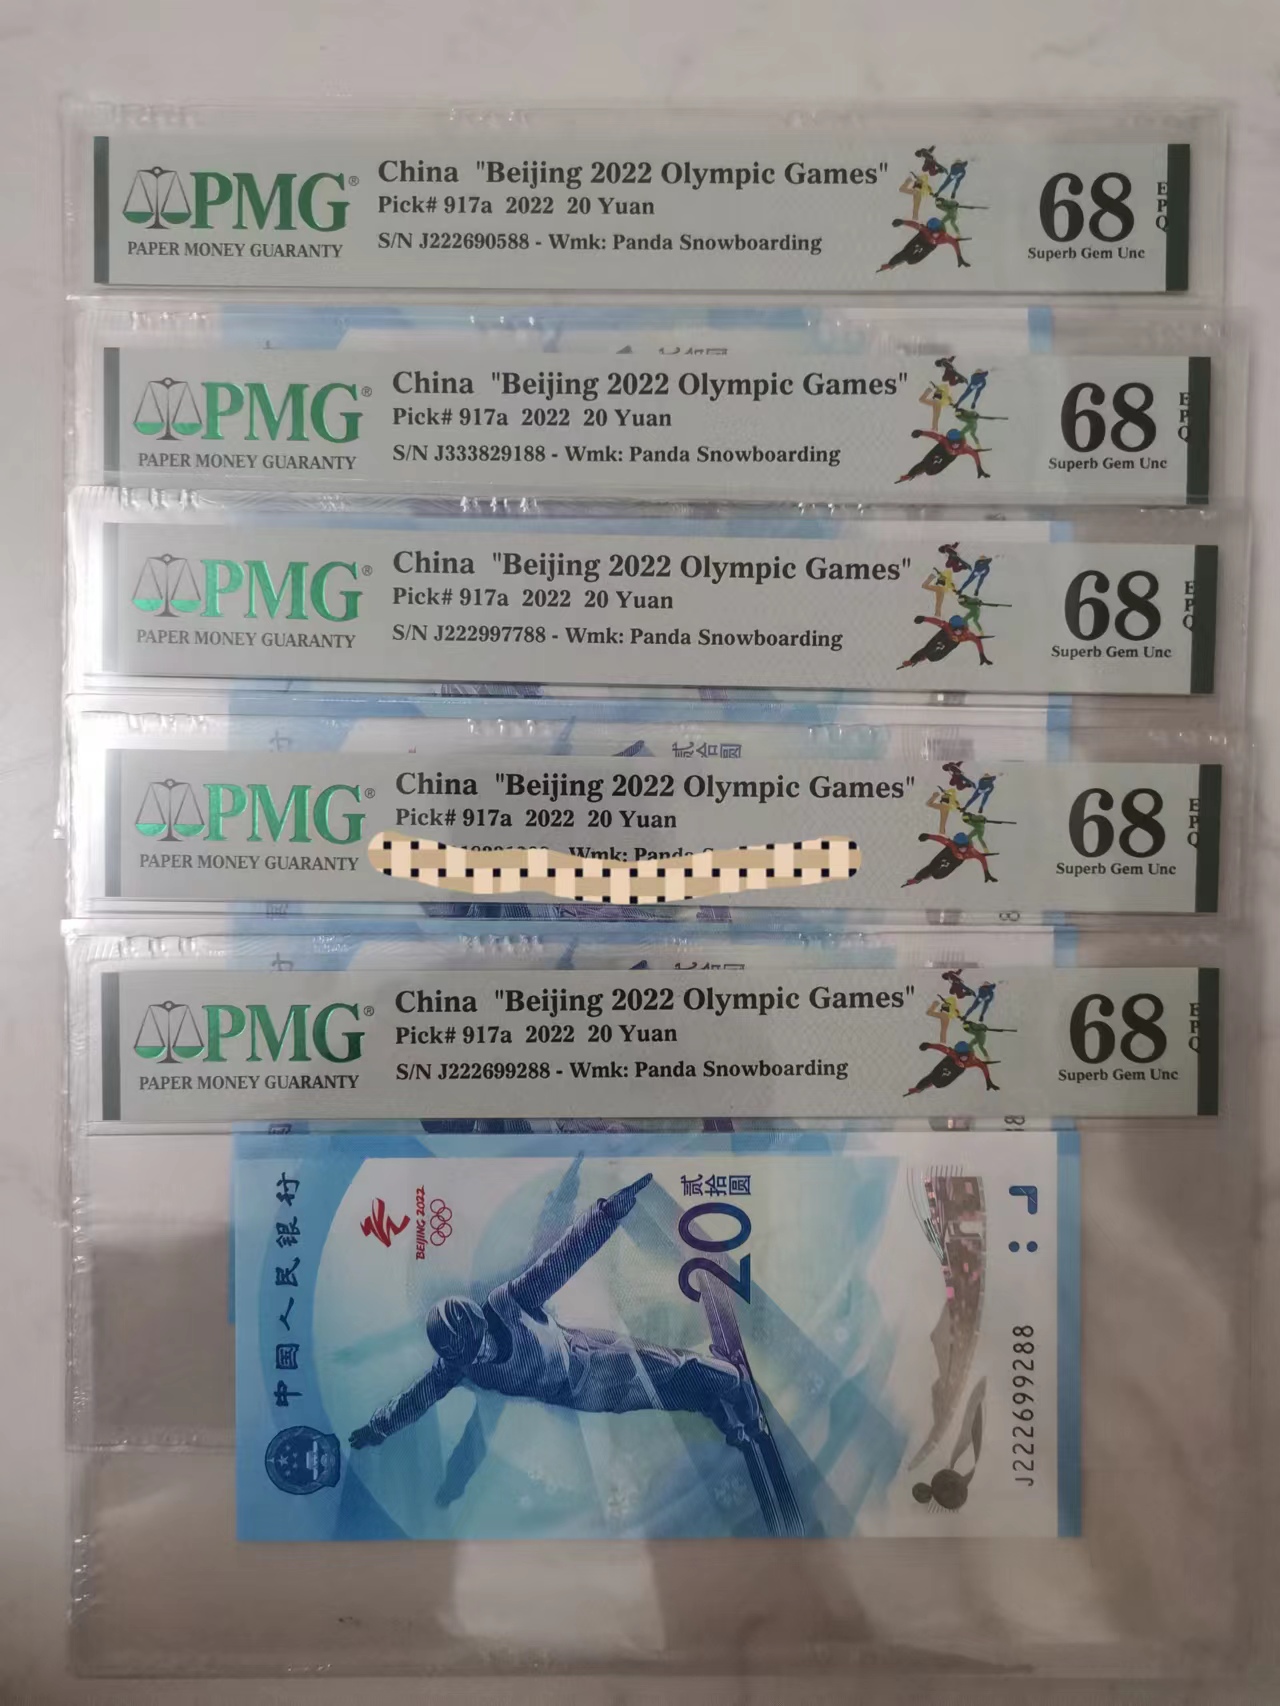 PMG®
PAPER MONEY GUARANTY
China "Beijing 2022 Olympic Games"
Pick# 917a 2022 20 Yuan
S/N J222690588 - Wmk: Panda Snowboarding
68
EPQ
Superb Gem Unc
PMG®
PAPER MONEY GUARANTY
China "Beijing 2022 Olympic Games"
Pick# 917a 2022 20 Yuan
S/N J333829188 - Wmk: Panda Snowboarding
68
EPQ
Superb Gem Unc
PMG®
PAPER MONEY GUARANTY
China "Beijing 2022 Olympic Games"
Pick# 917a 2022 20 Yuan
S/N J222997788 - Wmk: Panda Snowboarding
68
EPQ
Superb Gem Unc
PMG®
PAPER MONEY GUARANTY
China "Beijing 2022 Olympic Games"
Pick# 917a 2022 20 Yuan
Wmk:
68
EPQ
Superb Gem Unc
PMG®
PAPER MONEY GUARANTY
China "Beijing 2022 Olympic Games"
Pick# 917a 2022 20 Yuan
S/N J222699288 - Wmk: Panda Snowboarding
68
EPQ
Superb Gem Unc
中国人民银行
BEIJING 2022
贰拾圆
20
J222699288